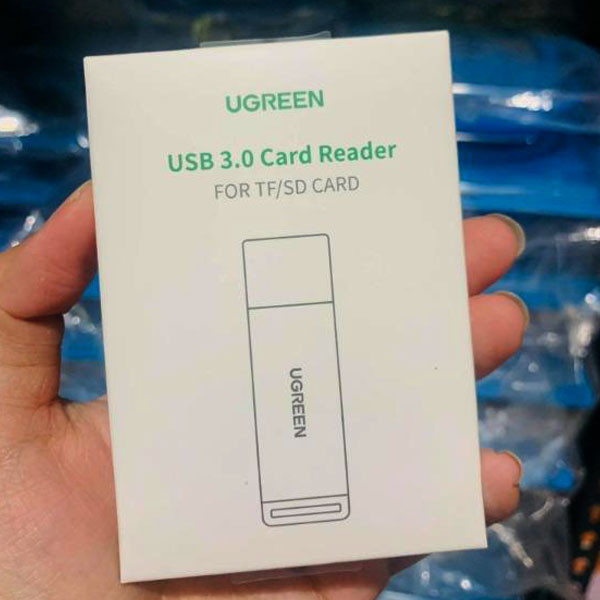 UGREEN
USB 3.0 Card Reader
FOR TF/SD CARD
UGREEN